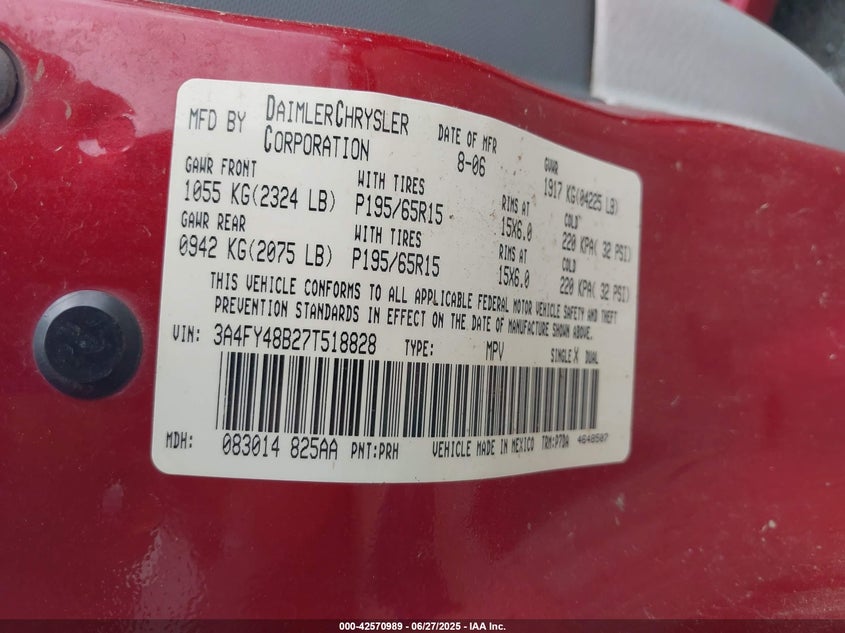 MFD BY DAIMLERCHRYSLER CORPORATION DATE OF MFR 8-06 GVWR 1917 KG(04225 LB)
GAWR FRONT WITH TIRES RIMS AT COLD
1055 KG(2324 LB) P195/65R15 15X6.0 220 KPA( 32 PSI)
GAWR REAR WITH TIRES RIMS AT COLD
0942 KG(2075 LB) P195/65R15 15X6.0 220 KPA( 32 PSI)
THIS VEHICLE CONFORMS TO ALL APPLICABLE FEDERAL MOTOR VEHICLE SAFETY AND THEFT
PREVENTION STANDARDS IN EFFECT ON THE DATE OF MANUFACTURE SHOWN ABOVE.
VIN: 3A4FY48B27T518828 TYPE: MPV SINGLE X DUAL
MDH: 083014 825AA PNT:PRH VEHICLE MADE IN MEXICO TRM:P7DA 4648507
000-42570989 | 06/27/2025 - IAA Inc.